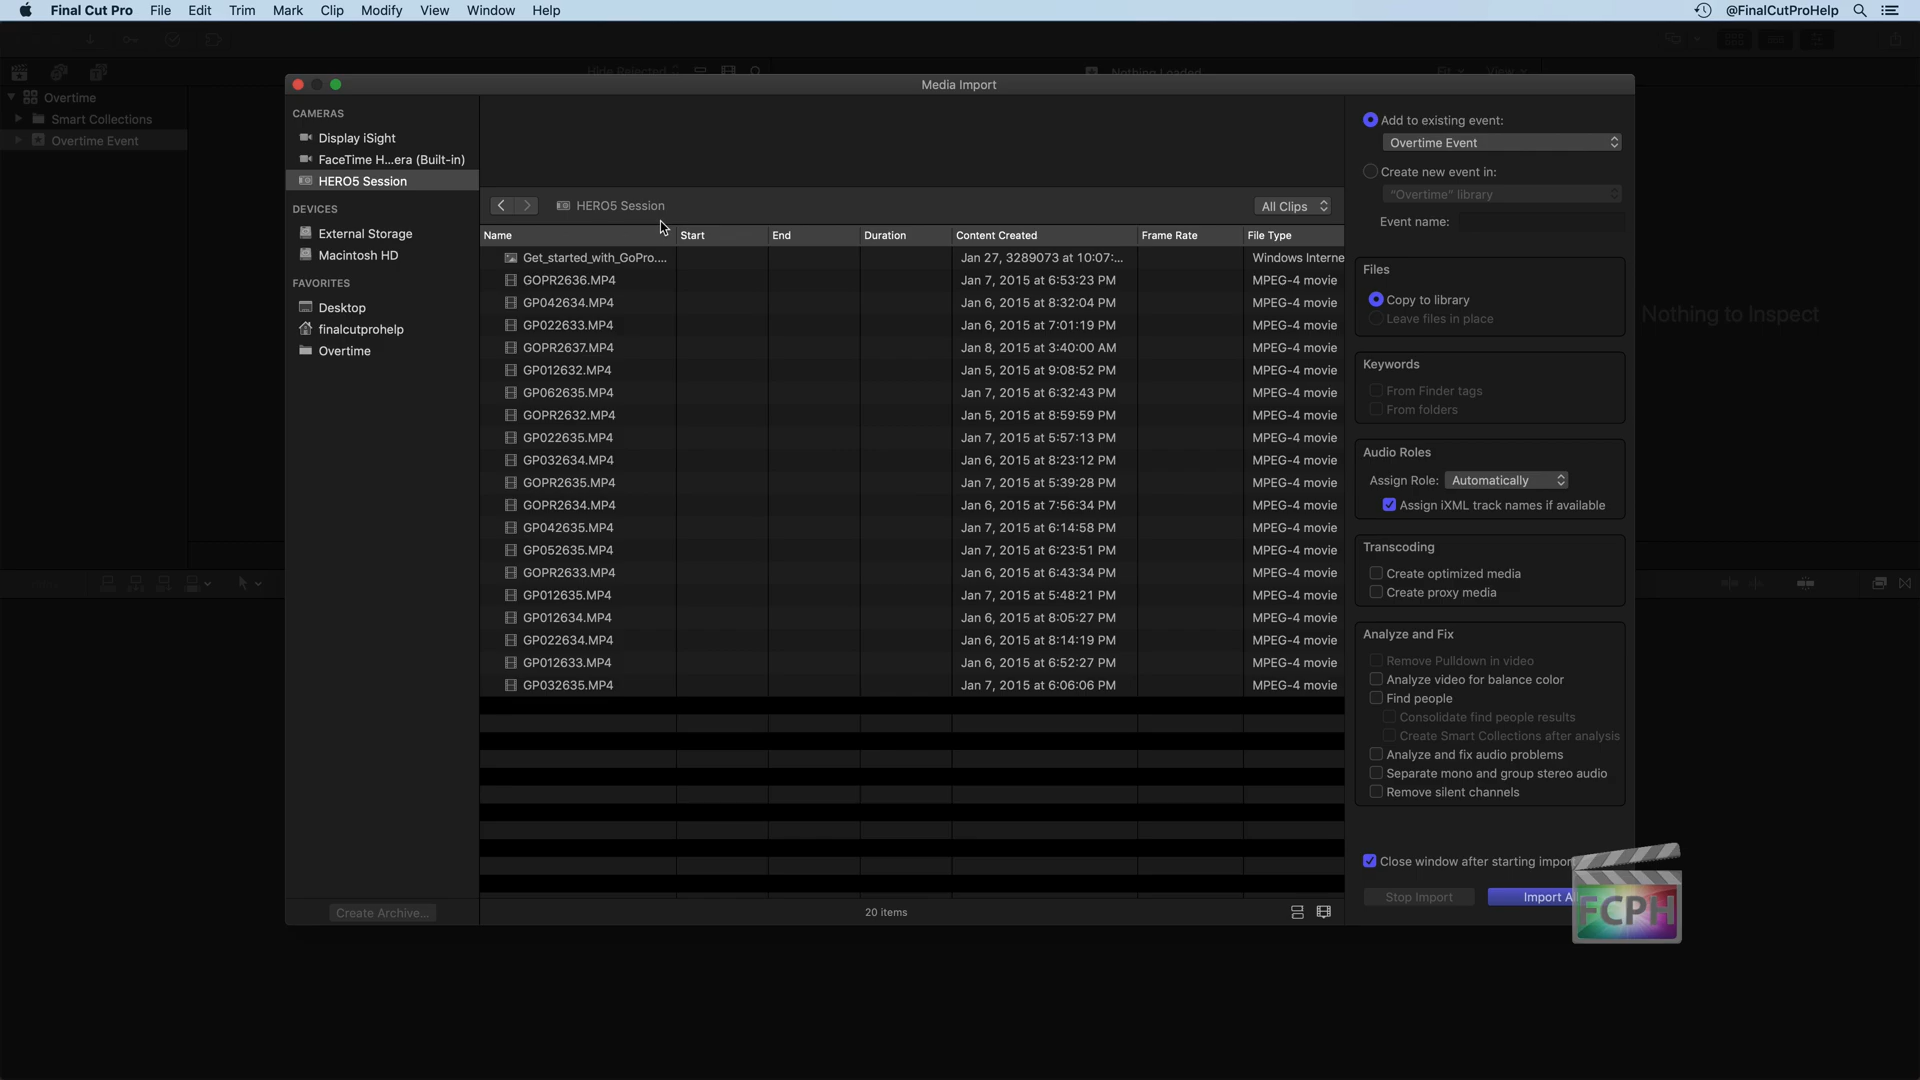 Final Cut Pro File Edit Trim Mark Clip Modify View Window Help @FinalCutProHelp
Hide Rejected
Nothing Loaded
Fit View
Media Import
Overtime
Smart Collections
Overtime Event
CAMERAS
Display iSight
FaceTime H...era (Built-in)
HERO5 Session
DEVICES
External Storage
Macintosh HD
FAVORITES
Desktop
finalcutprohelp
Overtime
Create Archive...
HERO5 Session All Clips
Name Start End Duration Content Created Frame Rate File Type
Get_started_with_GoPro.... Jan 27, 3289073 at 10:07:... Windows Interne
GOPR2636.MP4 Jan 7, 2015 at 6:53:23 PM MPEG-4 movie
GP042634.MP4 Jan 6, 2015 at 8:32:04 PM MPEG-4 movie
GP022633.MP4 Jan 6, 2015 at 7:01:19 PM MPEG-4 movie
GOPR2637.MP4 Jan 8, 2015 at 3:40:00 AM MPEG-4 movie
GP012632.MP4 Jan 5, 2015 at 9:08:52 PM MPEG-4 movie
GP062635.MP4 Jan 7, 2015 at 6:32:43 PM MPEG-4 movie
GOPR2632.MP4 Jan 5, 2015 at 8:59:59 PM MPEG-4 movie
GP022635.MP4 Jan 7, 2015 at 5:57:13 PM MPEG-4 movie
GP032634.MP4 Jan 6, 2015 at 8:23:12 PM MPEG-4 movie
GOPR2635.MP4 Jan 7, 2015 at 5:39:28 PM MPEG-4 movie
GOPR2634.MP4 Jan 6, 2015 at 7:56:34 PM MPEG-4 movie
GP042635.MP4 Jan 7, 2015 at 6:14:58 PM MPEG-4 movie
GP052635.MP4 Jan 7, 2015 at 6:23:51 PM MPEG-4 movie
GOPR2633.MP4 Jan 6, 2015 at 6:43:34 PM MPEG-4 movie
GP012635.MP4 Jan 7, 2015 at 5:48:21 PM MPEG-4 movie
GP012634.MP4 Jan 6, 2015 at 8:05:27 PM MPEG-4 movie
GP022634.MP4 Jan 6, 2015 at 8:14:19 PM MPEG-4 movie
GP012633.MP4 Jan 6, 2015 at 6:52:27 PM MPEG-4 movie
GP032635.MP4 Jan 7, 2015 at 6:06:06 PM MPEG-4 movie
20 items
Add to existing event:
Overtime Event
Create new event in:
"Overtime" library
Event name:
Files
Copy to library
Leave files in place
Keywords
From Finder tags
From folders
Audio Roles
Assign Role: Automatically
Assign iXML track names if available
Transcoding
Create optimized media
Create proxy media
Analyze and Fix
Remove Pulldown in video
Analyze video for balance color
Find people
Consolidate find people results
Create Smart Collections after analysis
Analyze and fix audio problems
Separate mono and group stereo audio
Remove silent channels
Close window after starting import
Stop Import Import All
FCPH
Nothing to Inspect